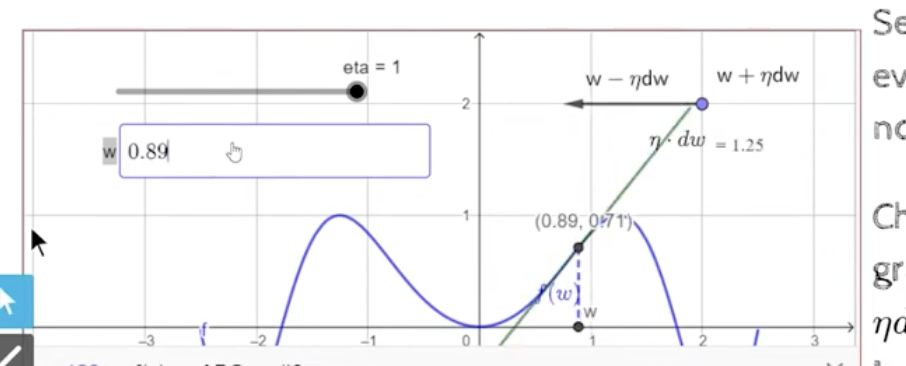 Se
ev
eta = 1
w − ηdw
w + ηdw
2
no
w 0.89
η · dw = 1.25
1
(0.89, 0.71)
Ch
gr
f(w)
w
f
ηd
−3 −2 −1 0 1 2 3